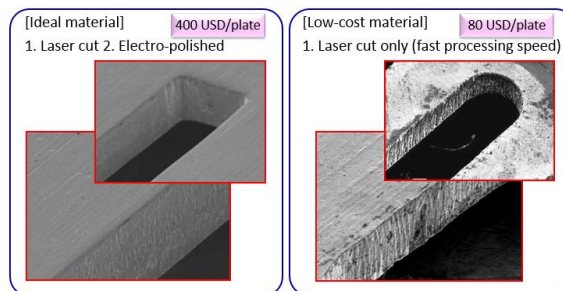 [Ideal material]
400 USD/plate
1. Laser cut 2. Electro-polished
[Low-cost material]
80 USD/plate
1. Laser cut only (fast processing speed)